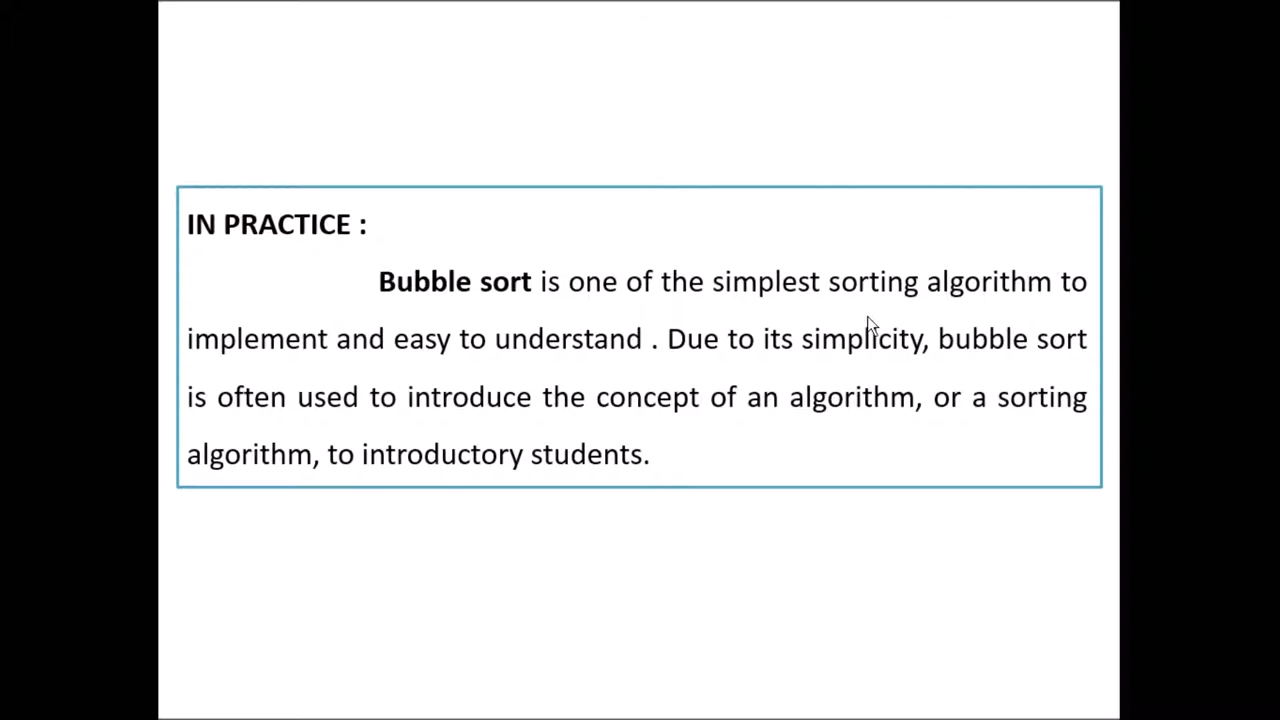 IN PRACTICE :
Bubble sort is one of the simplest sorting algorithm to
implement and easy to understand . Due to its simplicity, bubble sort
is often used to introduce the concept of an algorithm, or a sorting
algorithm, to introductory students.